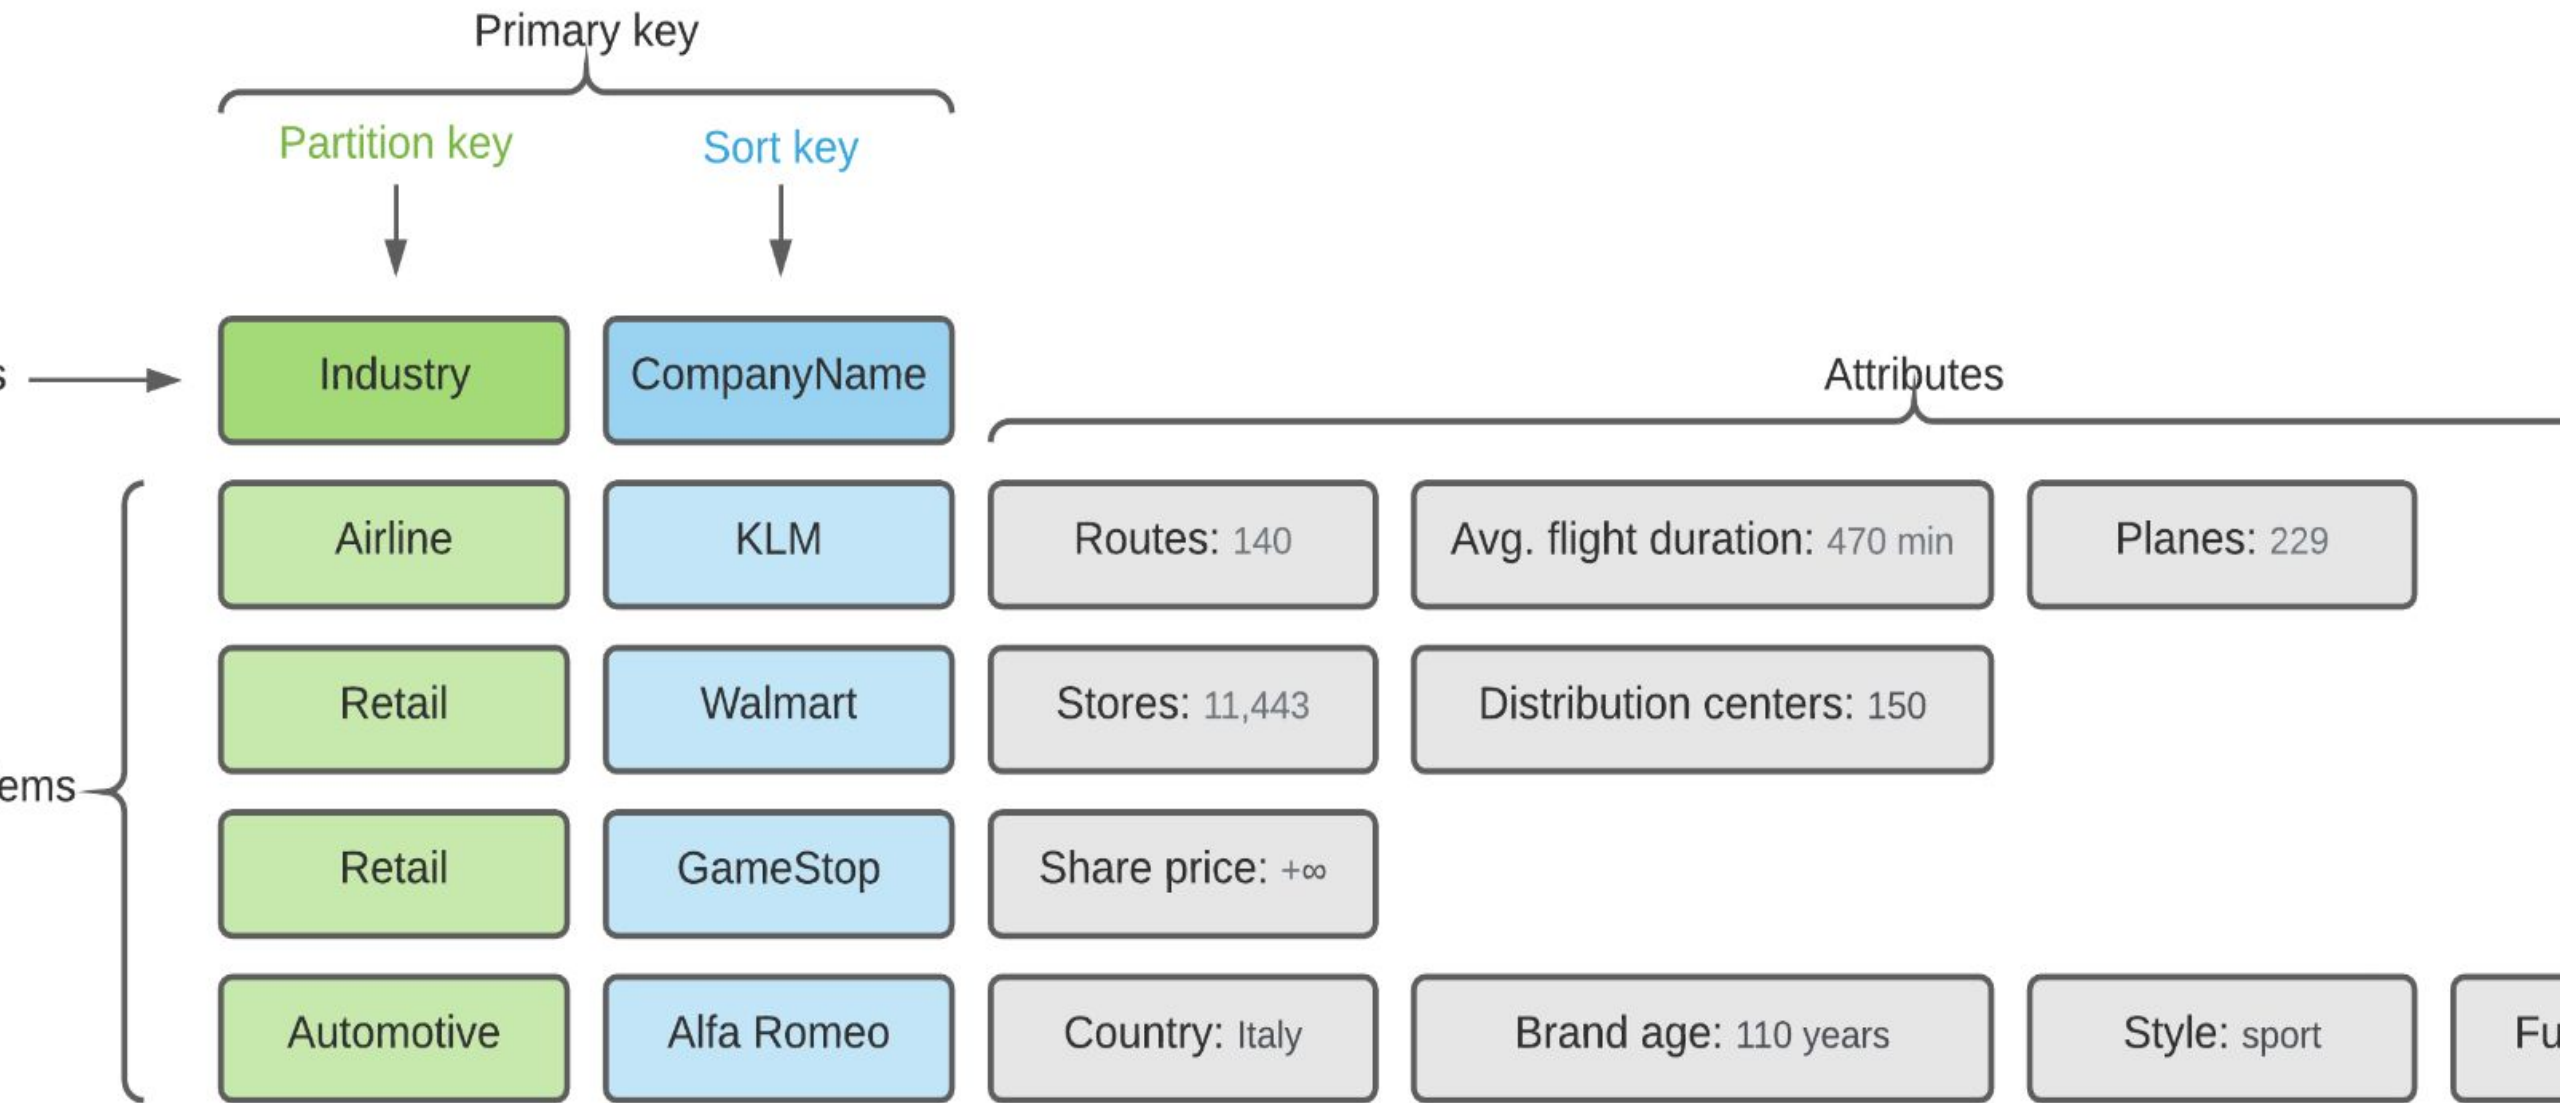 Primary key
Partition key Sort key
Industry CompanyName Attributes
Airline KLM Routes: 140 Avg. flight duration: 470 min Planes: 229
Retail Walmart Stores: 11,443 Distribution centers: 150
Retail GameStop Share price: +∞
Automotive Alfa Romeo Country: Italy Brand age: 110 years Style: sport